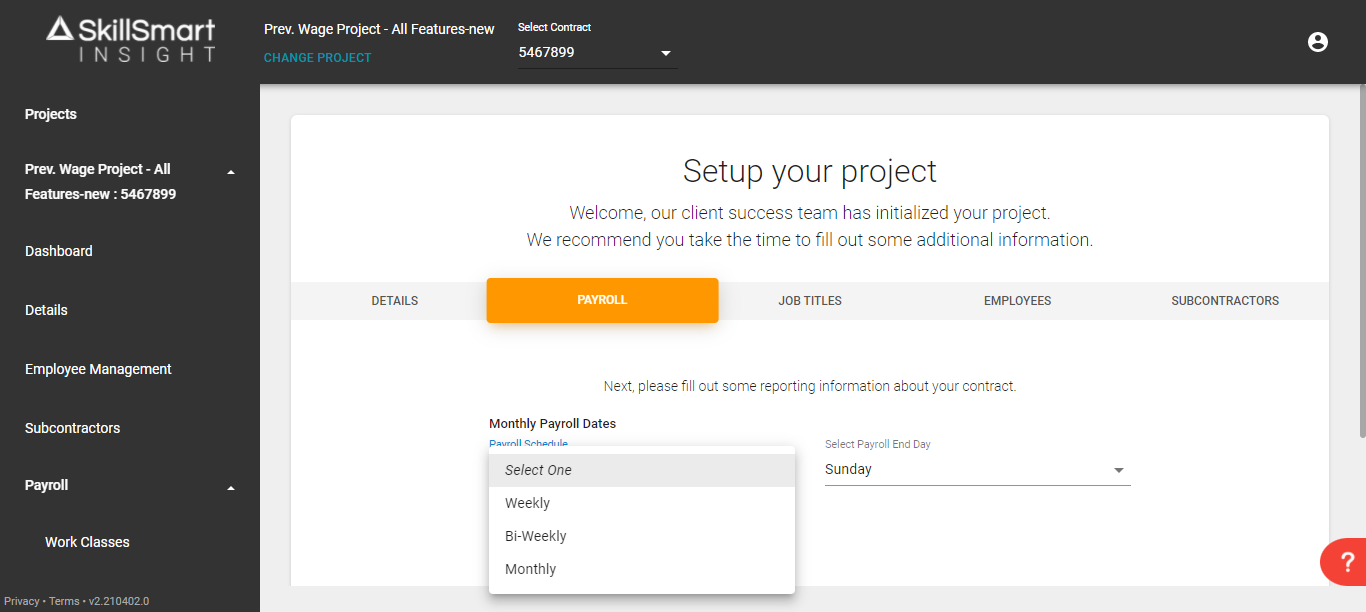 SkillSmart
INSIGHT
Prev. Wage Project - All Features-new
CHANGE PROJECT
Select Contract
5467899
Projects
Prev. Wage Project - All
Features-new : 5467899
Dashboard
Details
Employee Management
Subcontractors
Payroll
Work Classes
Privacy • Terms • v2.210402.0
Setup your project
Welcome, our client success team has initialized your project.
We recommend you take the time to fill out some additional information.
DETAILS
PAYROLL
JOB TITLES
EMPLOYEES
SUBCONTRACTORS
Next, please fill out some reporting information about your contract.
Monthly Payroll Dates
Payroll Schedule
Select One
Weekly
Bi-Weekly
Monthly
Select Payroll End Day
Sunday
?